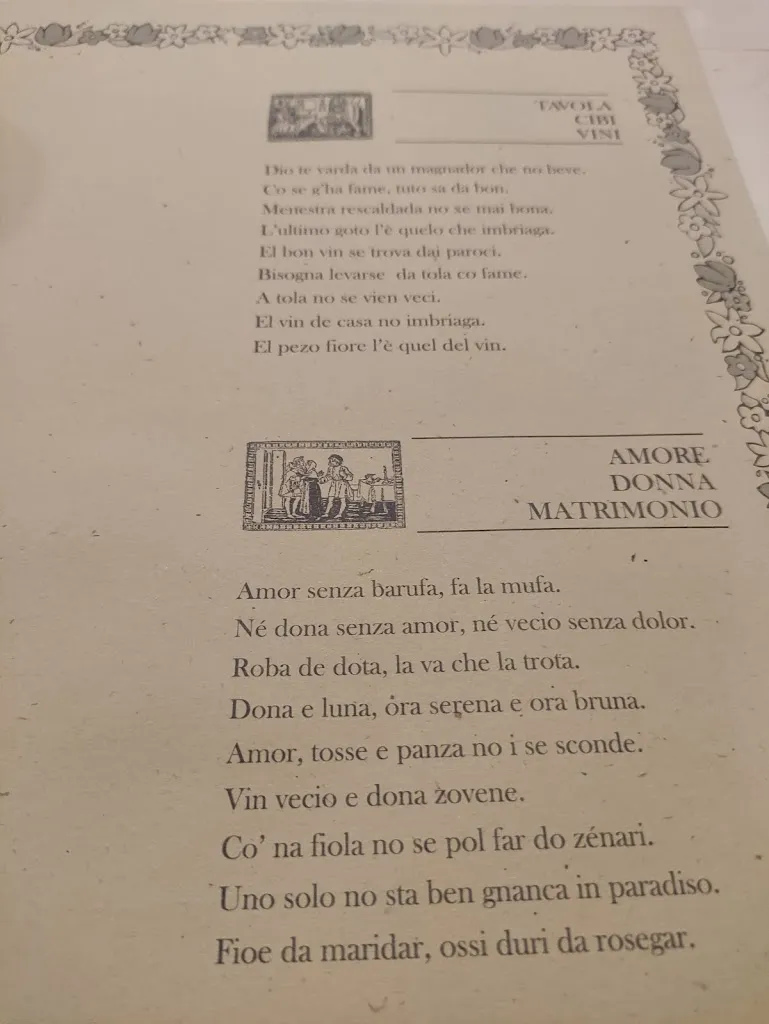 TAVOLA
CIBI
VINI
Dio te varda da un magnador che no beve.
Co se g'ha fame, tuto sa da bon.
Menestra rescaldada no se mai bona.
L'ultimo goto l'è quelo che imbriaga.
El bon vin se trova dai paroci.
Bisogna levarse da tola co fame.
A tola no se vien veci.
El vin de casa no imbriaga.
El pezo fiore l'è quel del vin.
AMORE
DONNA
MATRIMONIO
Amor senza barufa, fa la mufa.
Né dona senza amor, né vecio senza dolor.
Roba de dota, la va che la trota.
Dona e luna, óra serena e ora bruna.
Amor, tosse e panza no i se sconde.
Vin vecio e dona zovene.
Co' na fiola no se pol far do zénari.
Uno solo no sta ben gnanca in paradiso.
Fioe da maridar, ossi duri da rosegar.